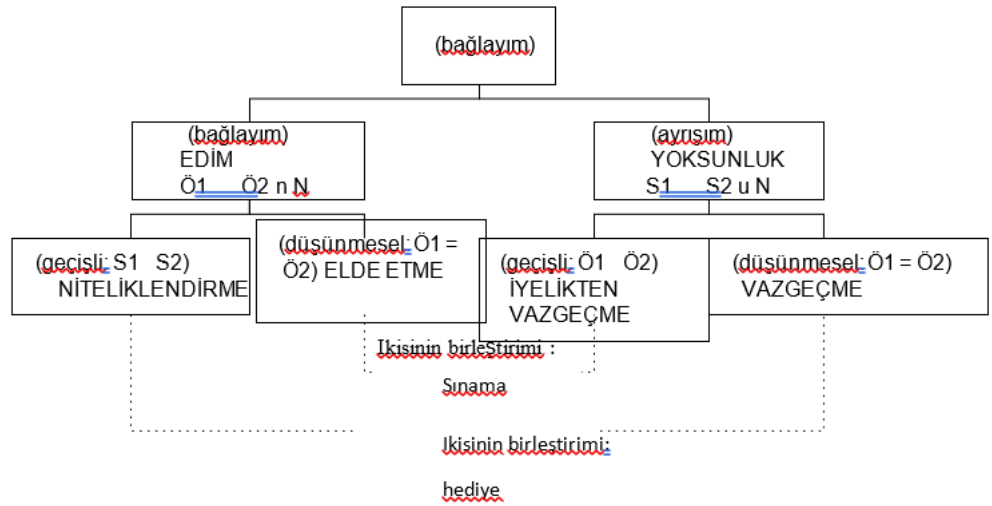 (bağlayım)
(bağlayım)
EDİM
Ö1 Ö2 n N
(ayrışım)
YOKSUNLUK
S1 S2 u N
(geçişli: S1 S2)
NİTELİKLENDİRME
(düşünmesel: Ö1 =
Ö2) ELDE ETME
(geçişli: Ö1 Ö2)
İYELİKTEN
VAZGEÇME
(düşünmesel: Ö1 = Ö2)
VAZGEÇME
Ikisinin birleştirimi :
Sınama
Ikisinin birleştirimi:
hediye